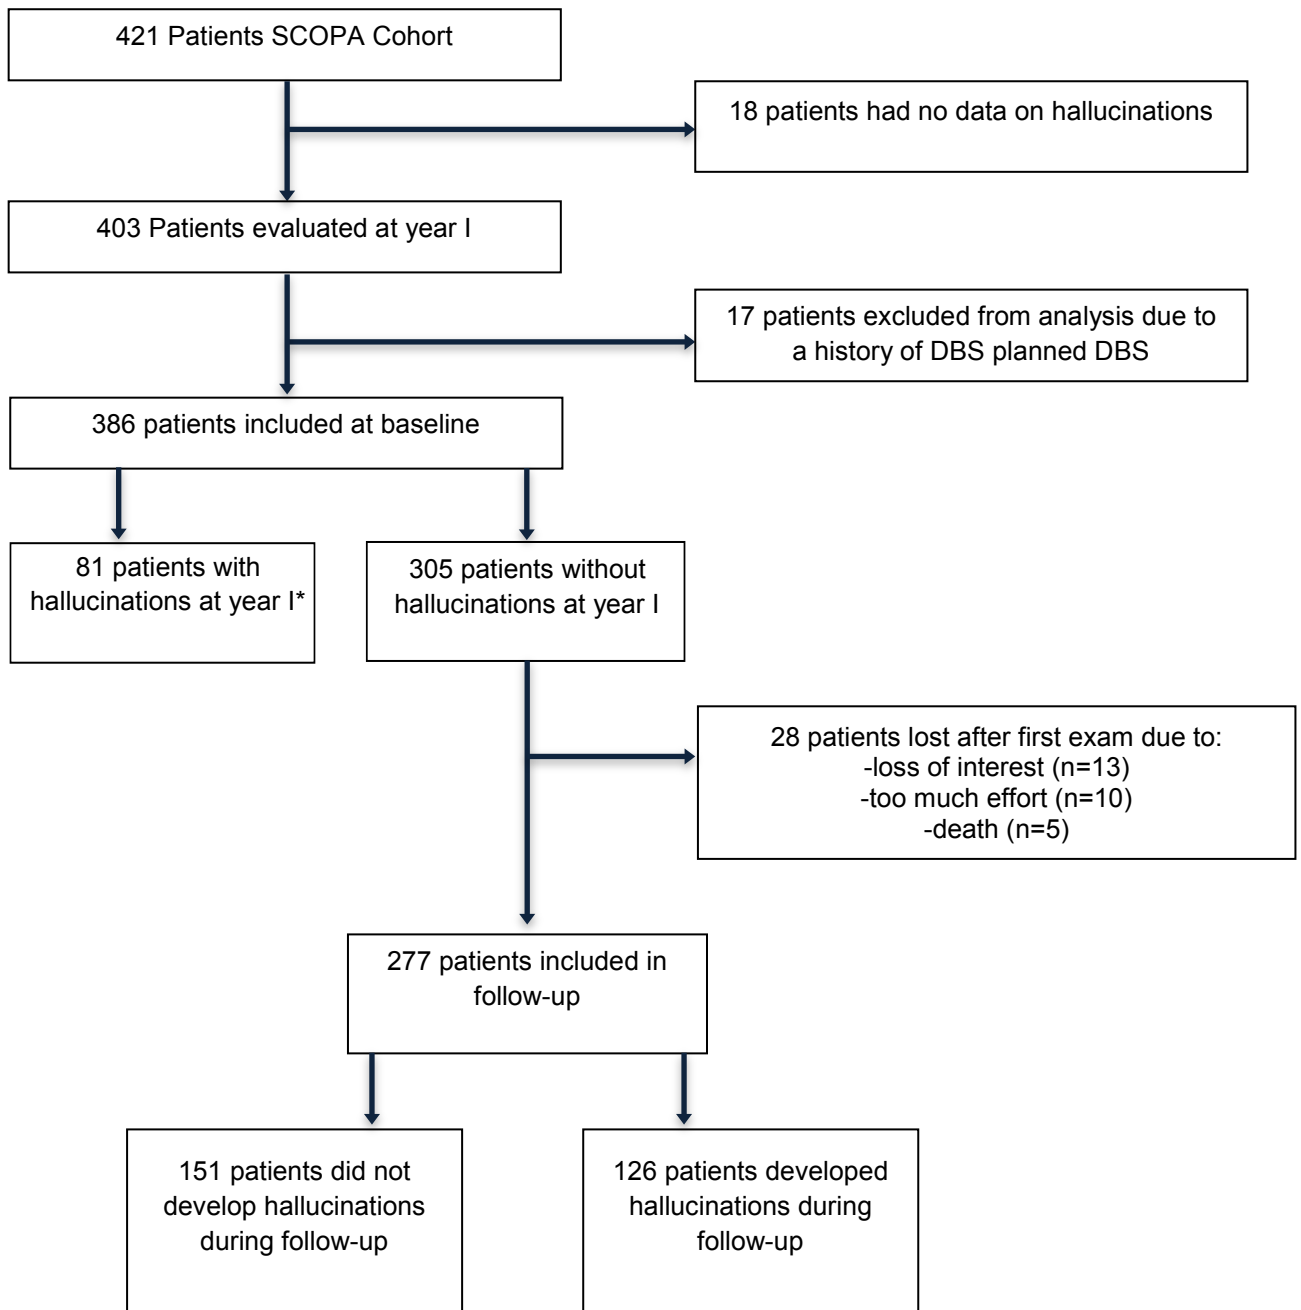 421 Patients SCOPA Cohort
18 patients had no data on hallucinations
403 Patients evaluated at year I
17 patients excluded from analysis due to
a history of DBS planned DBS
386 patients included at baseline
81 patients with
hallucinations at year I*
305 patients without
hallucinations at year I
28 patients lost after first exam due to:
-loss of interest (n=13)
-too much effort (n=10)
-death (n=5)
277 patients included in
follow-up
151 patients did not
develop hallucinations
during follow-up
126 patients developed
hallucinations during
follow-up